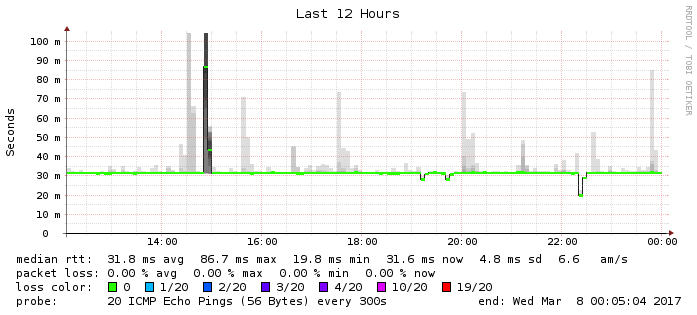 Last 12 Hours
RRDTOOL / TOBI OETIKER
Seconds
100 m
90 m
80 m
70 m
60 m
50 m
40 m
30 m
20 m
10 m
0
14:00 16:00 18:00 20:00 22:00 00:00
median rtt: 31.8 ms avg 86.7 ms max 19.8 ms min 31.6 ms now 4.8 ms sd 6.6 am/s
packet loss: 0.00 % avg 0.00 % max 0.00 % min 0.00 % now
loss color: 0 1/20 2/20 3/20 4/20 10/20 19/20
probe: 20 ICMP Echo Pings (56 Bytes) every 300s end: Wed Mar 8 00:05:04 2017